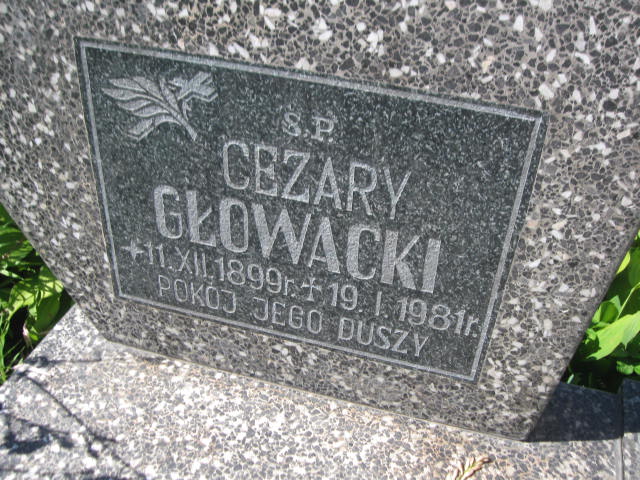 Ś.P.
CEZARY
GŁOWACKI
+11.XII.1899r.+19.I.1981r.
POKÓJ JEGO DUSZY